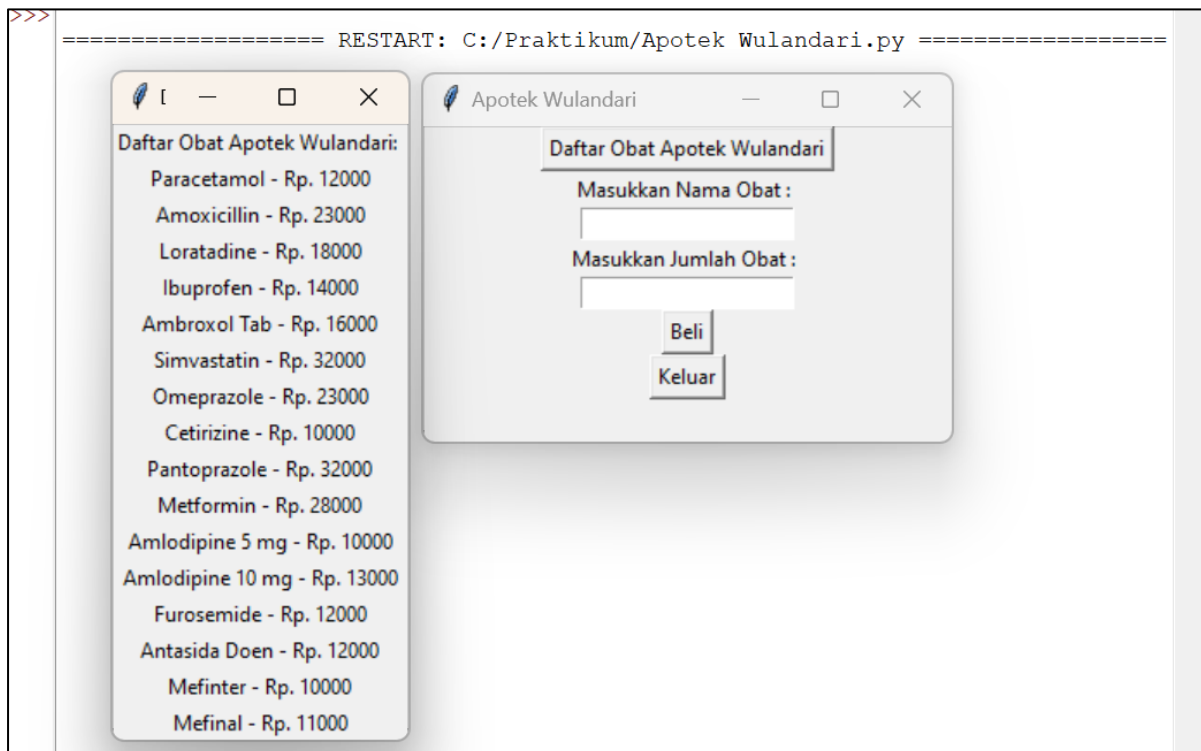 >>>
=================== RESTART: C:/Praktikum/Apotek Wulandari.py ==================
[
Daftar Obat Apotek Wulandari:
Paracetamol - Rp. 12000
Amoxicillin - Rp. 23000
Loratadine - Rp. 18000
Ibuprofen - Rp. 14000
Ambroxol Tab - Rp. 16000
Simvastatin - Rp. 32000
Omeprazole - Rp. 23000
Cetirizine - Rp. 10000
Pantoprazole - Rp. 32000
Metformin - Rp. 28000
Amlodipine 5 mg - Rp. 10000
Amlodipine 10 mg - Rp. 13000
Furosemide - Rp. 12000
Antasida Doen - Rp. 12000
Mefinter - Rp. 10000
Mefinal - Rp. 11000
Apotek Wulandari
Daftar Obat Apotek Wulandari
Masukkan Nama Obat :
Masukkan Jumlah Obat :
Beli
Keluar